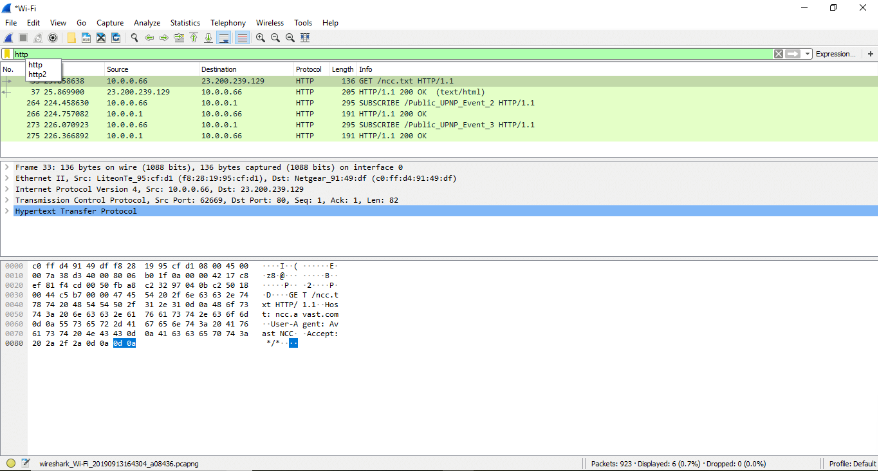 *Wi-Fi
File Edit View Go Capture Analyze Statistics Telephony Wireless Tools Help
http
Expression...
http
http2
No. Source Destination Protocol Length Info
10.0.0.66 23.200.239.129 HTTP 136 GET /ncc.txt HTTP/1.1
37 25.869900 23.200.239.129 10.0.0.66 HTTP 205 HTTP/1.1 200 OK (text/html)
264 224.458630 10.0.0.66 10.0.0.1 HTTP 295 SUBSCRIBE /Public_UPNP_Event_2 HTTP/1.1
266 224.757082 10.0.0.1 10.0.0.66 HTTP 191 HTTP/1.1 200 OK
273 226.070923 10.0.0.66 10.0.0.1 HTTP 295 SUBSCRIBE /Public_UPNP_Event_3 HTTP/1.1
275 226.366892 10.0.0.1 10.0.0.66 HTTP 191 HTTP/1.1 200 OK
Frame 33: 136 bytes on wire (1088 bits), 136 bytes captured (1088 bits) on interface 0
Ethernet II, Src: LiteonTe_95:cf:d1 (f8:28:19:95:cf:d1), Dst: Netgear_91:49:df (c0:ff:d4:91:49:df)
Internet Protocol Version 4, Src: 10.0.0.66, Dst: 23.200.239.129
Transmission Control Protocol, Src Port: 62669, Dst Port: 80, Seq: 1, Ack: 1, Len: 82
Hypertext Transfer Protocol
0000 c0 ff d4 91 49 df f8 28 19 95 cf d1 08 00 45 00 ····I··( ······E·
0010 00 7a 38 d3 40 00 80 06 b0 1f 0a 00 00 42 17 c8 ·z8·@··· ·····B··
0020 ef 81 f4 cd 00 50 fb a8 c2 32 97 04 0b c2 50 18 ·····P·· ·2····P·
0030 00 44 c5 b7 00 00 47 45 54 20 2f 6e 63 63 2e 74 ·D····GE T /ncc.t
0040 78 74 20 48 54 54 50 2f 31 2e 31 0d 0a 48 6f 73 xt HTTP/ 1.1··Hos
0050 74 3a 20 6e 63 63 2e 61 76 61 73 74 2e 63 6f 6d t: ncc.a vast.com
0060 0d 0a 55 73 65 72 2d 41 67 65 6e 74 3a 20 41 76 ··User-A gent: Av
0070 61 73 74 20 4e 43 43 0d 0a 41 63 63 65 70 74 3a ast NCC· ·Accept:
0080 20 2a 2f 2a 0d 0a 0d 0a */*····
wireshark_Wi-Fi_20190913164304_a08436.pcapng
Packets: 923 · Displayed: 6 (0.7%) · Dropped: 0 (0.0%)
Profile: Default